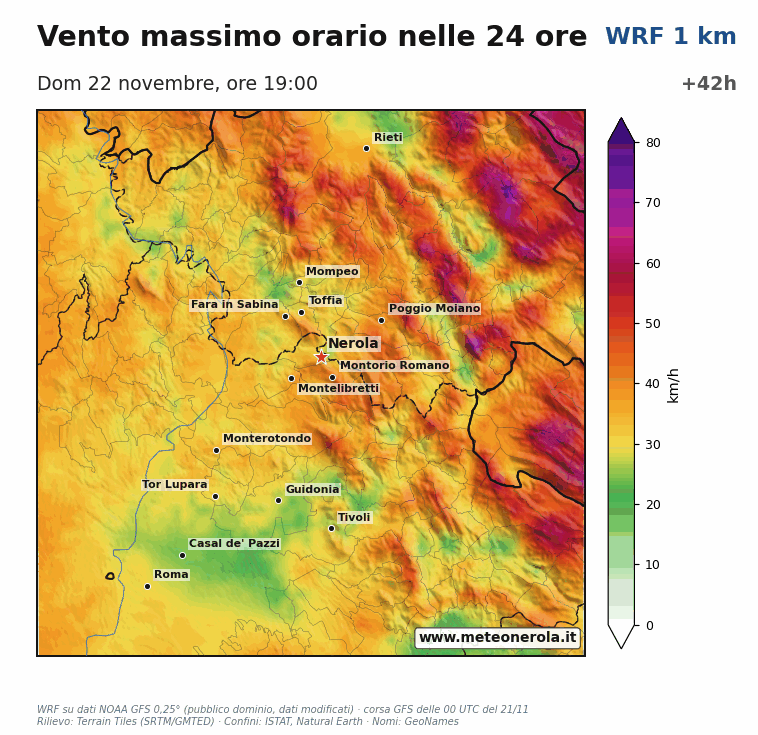 Vento massimo orario nelle 24 ore WRF 1 km
Dom 22 novembre, ore 19:00 +42h
Rieti
Mompeo
Fara in Sabina
Toffia
Poggio Moiano
Nerola
Montorio Romano
Montelibretti
Monterotondo
Tor Lupara
Guidonia
Tivoli
Casal de' Pazzi
Roma
www.meteonerola.it
80
70
60
50
40
30
20
10
0
km/h
WRF su dati NOAA GFS 0,25° (pubblico dominio, dati modificati) · corsa GFS delle 00 UTC del 21/11
Rilievo: Terrain Tiles (SRTM/GMTED) · Confini: ISTAT, Natural Earth · Nomi: GeoNames